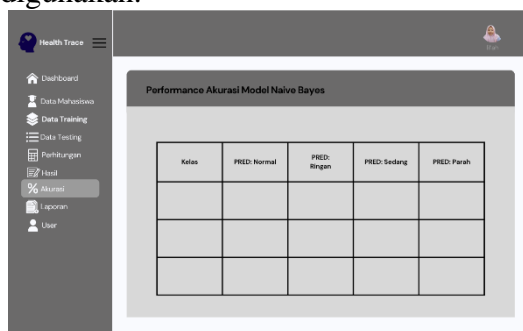 digunakan.
Health Trace
Dashboard
Data Mahasiswa
Data Training
Data Testing
Perhitungan
Hasil
Akurasi
Laporan
User
Performance Akurasi Model Naive Bayes
Kelas
PRED: Normal
PRED:
Ringan
PRED: Sedang
PRED: Parah